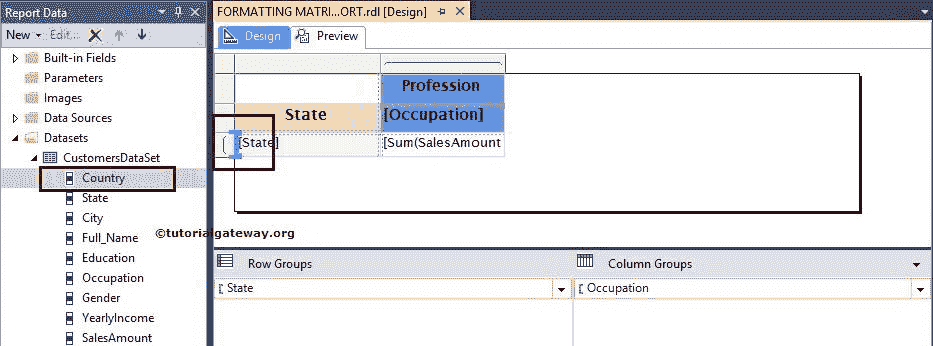 Report Data
New Edit...
Built-in Fields
Parameters
Images
Data Sources
Datasets
CustomersDataSet
Country
State
City
Full_Name
Education
Occupation
Gender
YearlyIncome
SalesAmount
©tutorialgateway.org
FORMATTING MATRI...ORT.rdl [Design]
Design Preview
Profession
State [Occupation]
[State] [Sum(SalesAmount
Row Groups Column Groups
State Occupation